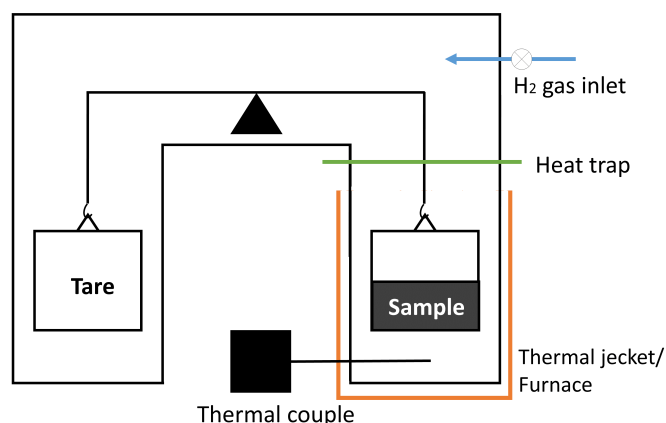 H2 gas inlet
Heat trap
Tare
Sample
Thermal jecket/
Furnace
Thermal couple